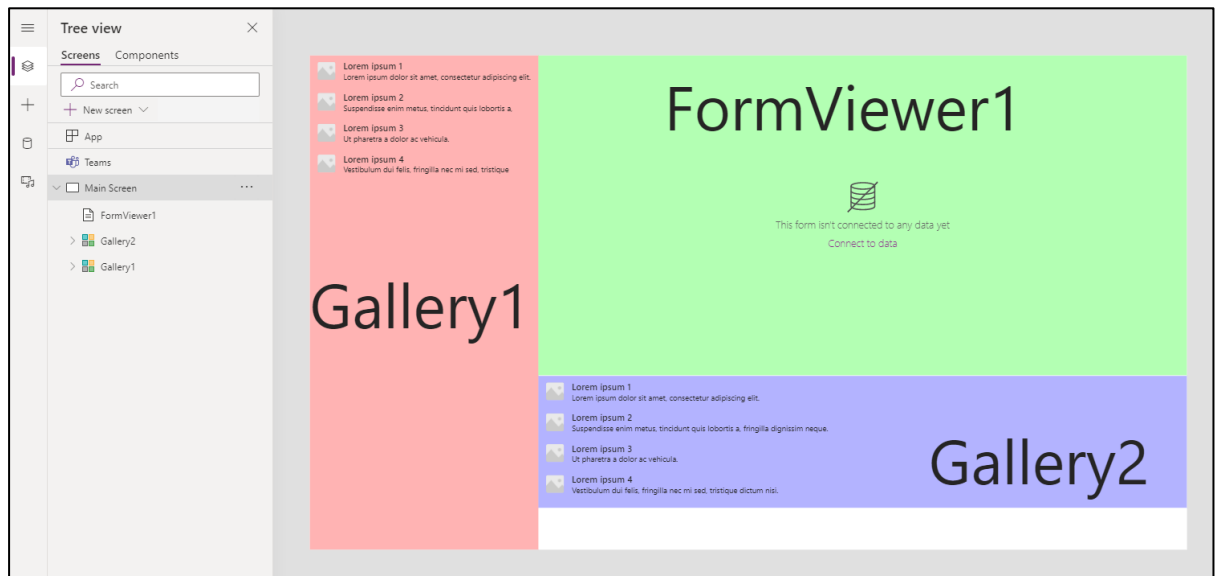 Tree view
Screens Components
Search
New screen
App
Teams
Main Screen
FormViewer1
Gallery2
Gallery1
Lorem ipsum 1
Lorem ipsum dolor sit amet, consectetur adipiscing elit.
Lorem ipsum 2
Suspendisse enim metus, tincidunt quis lobortis a,
Lorem ipsum 3
Ut pharetra a dolor ac vehicula.
Lorem ipsum 4
Vestibulum dui felis, fringilla nec mi sed, tristique
Gallery1
FormViewer1
This form isn't connected to any data yet
Connect to data
Lorem ipsum 1
Lorem ipsum dolor sit amet, consectetur adipiscing elit.
Lorem ipsum 2
Suspendisse enim metus, tincidunt quis lobortis a, fringilla dignissim neque.
Lorem ipsum 3
Ut pharetra a dolor ac vehicula.
Lorem ipsum 4
Vestibulum dui felis, fringilla nec mi sed, tristique dictum nisi.
Gallery2